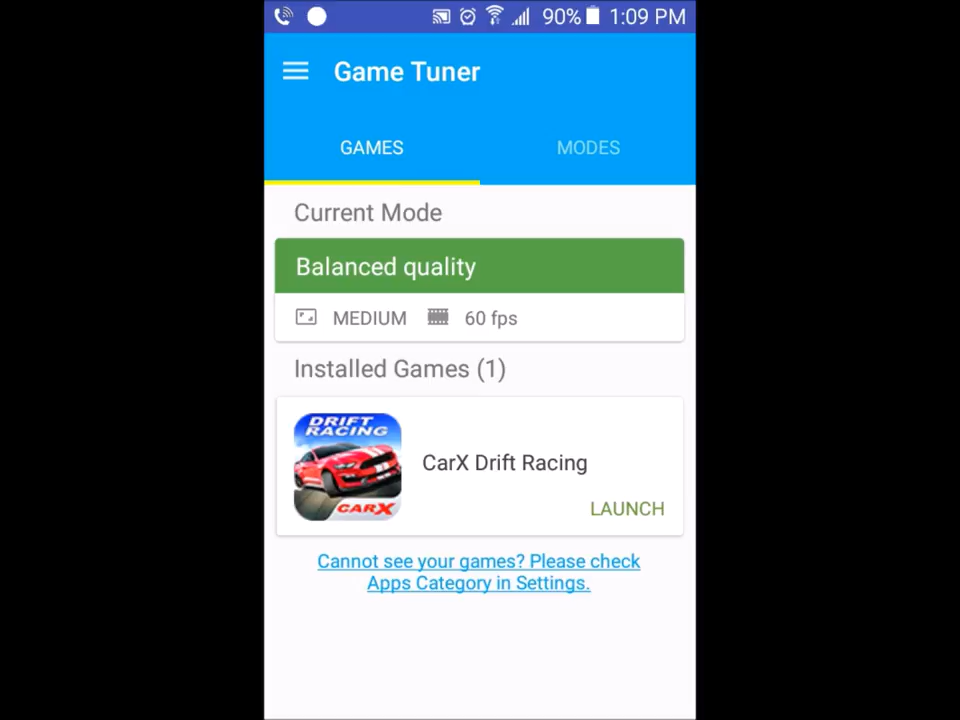 90% 1:09 PM
Game Tuner
GAMES MODES
Current Mode
Balanced quality
MEDIUM 60 fps
Installed Games (1)
DRIFT
RACING
CARX
CarX Drift Racing
LAUNCH
Cannot see your games? Please check
Apps Category in Settings.